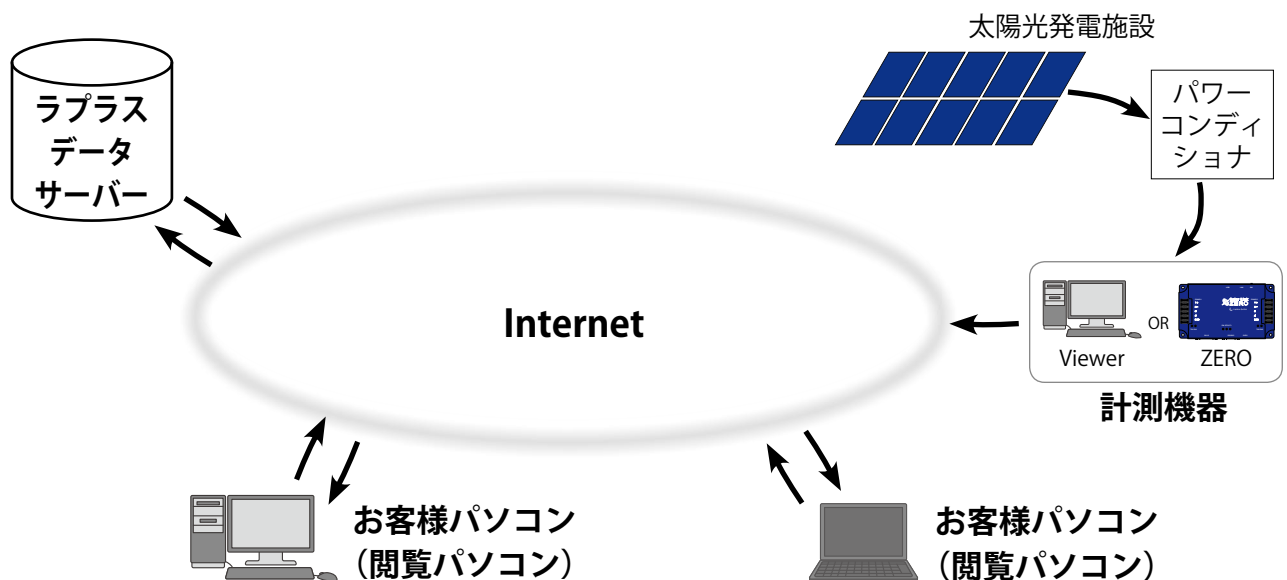 太陽光発電施設
ラプラス
データ
サーバー
パワー
コンディ
ショナ
Internet
OR
Viewer
ZERO
計測機器
お客様パソコン
（閲覧パソコン）
お客様パソコン
（閲覧パソコン）